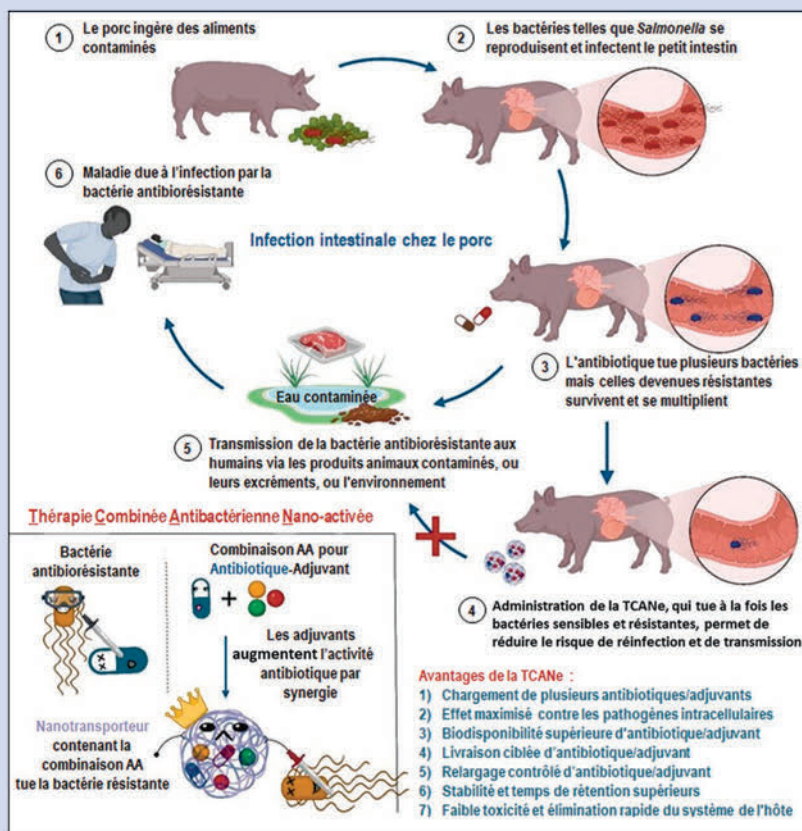 1 Le porc ingère des aliments
contaminés
2 Les bactéries telles que Salmonella se
reproduisent et infectent le petit intestin
6 Maladie due à l'infection par la
bactérie antibiorésistante
Infection intestinale chez le porc
3 L'antibiotique tue plusieurs bactéries
mais celles devenues résistantes
survivent et se multiplient
Eau contaminée
5 Transmission de la bactérie antibiorésistante aux
humains via les produits animaux contaminés, ou
leurs excréments, ou l'environnement
4 Administration de la TCANe, qui tue à la fois les
bactéries sensibles et résistantes, permet de
réduire le risque de réinfection et de transmission
Thérapie Combinée Antibactérienne Nano-activée
Bactérie
antibiorésistante
Combinaison AA pour
Antibiotique-Adjuvant
Les adjuvants
augmentent l'activité
antibiotique par
synergie
Nanotransporteur
contenant la
combinaison AA
tue la bactérie résistante
Avantages de la TCANe :
1) Chargement de plusieurs antibiotiques/adjuvants
2) Effet maximisé contre les pathogènes intracellulaires
3) Biodisponibilité supérieure d'antibiotique/adjuvant
4) Livraison ciblée d'antibiotique/adjuvant
5) Relargage contrôlé d'antibiotique/adjuvant
6) Stabilité et temps de rétention supérieurs
7) Faible toxicité et élimination rapide du système de l'hôte